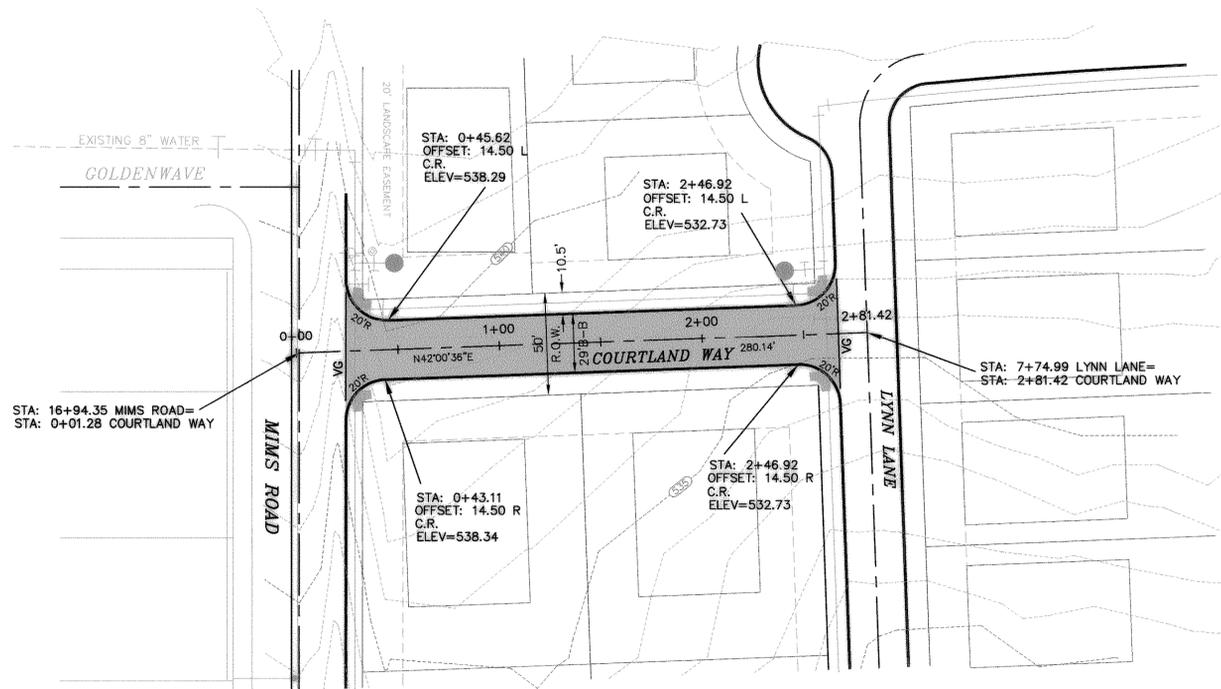 EXISTING 8" WATER
GOLDENWAVE
20' LANDSCAPE EASEMENT
STA: 0+45.62
OFFSET: 14.50 L
C.R.
ELEV=538.29
STA: 2+46.92
OFFSET: 14.50 L
C.R.
ELEV=532.73
540
10.5'
20'R
20'R
0+00
1+00
2+00
2+81.42
50'
R.O.W.
29'B-B
N42°00'36"E
COURTLAND WAY
280.14'
VG
VG
20'R
20'R
STA: 7+74.99 LYNN LANE=
STA: 2+81.42 COURTLAND WAY
STA: 16+94.35 MIMS ROAD=
STA: 0+01.28 COURTLAND WAY
MIMS ROAD
LYNN LANE
STA: 0+43.11
OFFSET: 14.50 R
C.R.
ELEV=538.34
535
STA: 2+46.92
OFFSET: 14.50 R
C.R.
ELEV=532.73